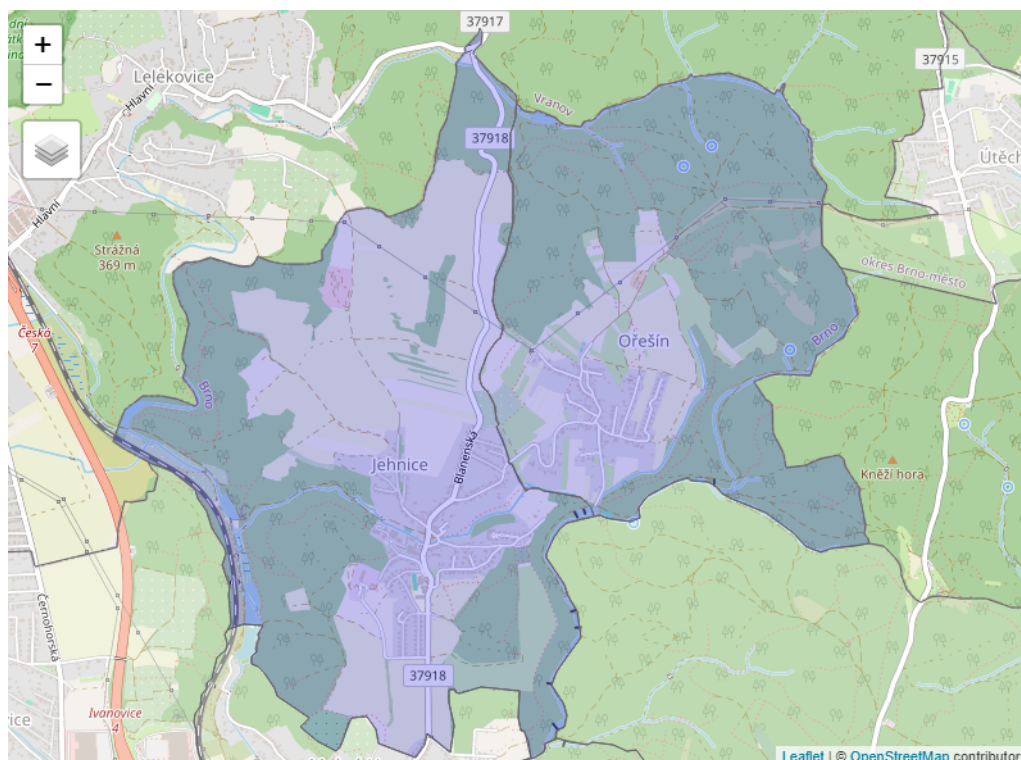 37917
+
−
Lelekovice
Hlavní
37915
Vranov
37918
Útěch
Hlavní
Strážná
369 m
okres Brno-město
Česká
7
Ořešín
Brno
Brno
Jehnice
Blanenská
Kněží hora
Černohorská
37918
Ivanovice
4
vice
Leaflet | © OpenStreetMap contributor